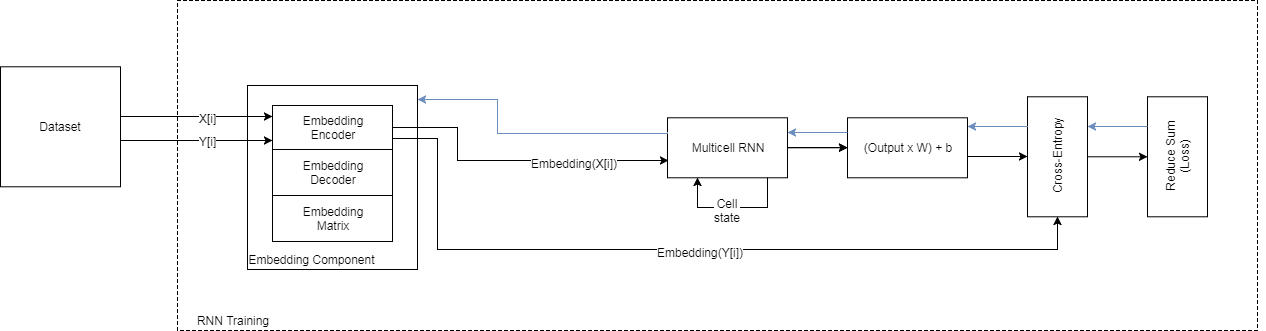 Dataset
X[i]
Y[i]
Embedding
Encoder
Embedding
Decoder
Embedding
Matrix
Embedding Component
Embedding(X[i])
Multicell RNN
Cell
state
(Output x W) + b
Cross-Entropy
Reduce Sum
(Loss)
Embedding(Y[i])
RNN Training